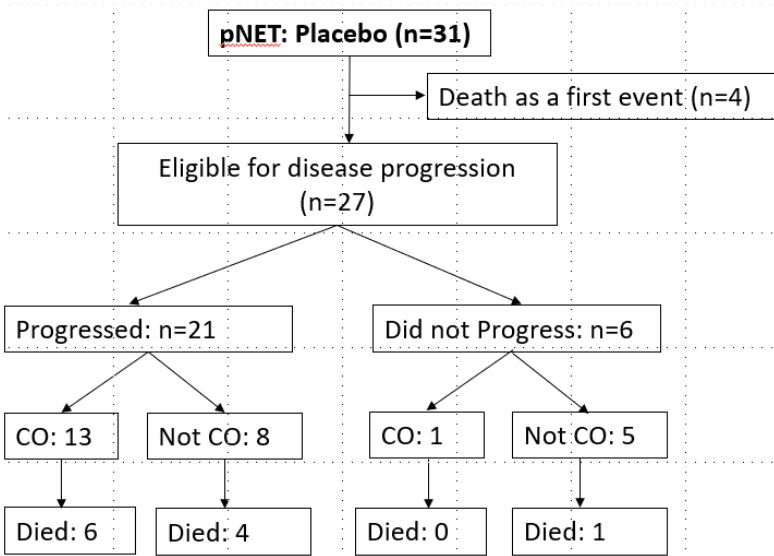 pNET: Placebo (n=31)
Death as a first event (n=4)
Eligible for disease progression
(n=27)
Progressed: n=21
Did not Progress: n=6
CO: 13
Not CO: 8
CO: 1
Not CO: 5
Died: 6
Died: 4
Died: 0
Died: 1